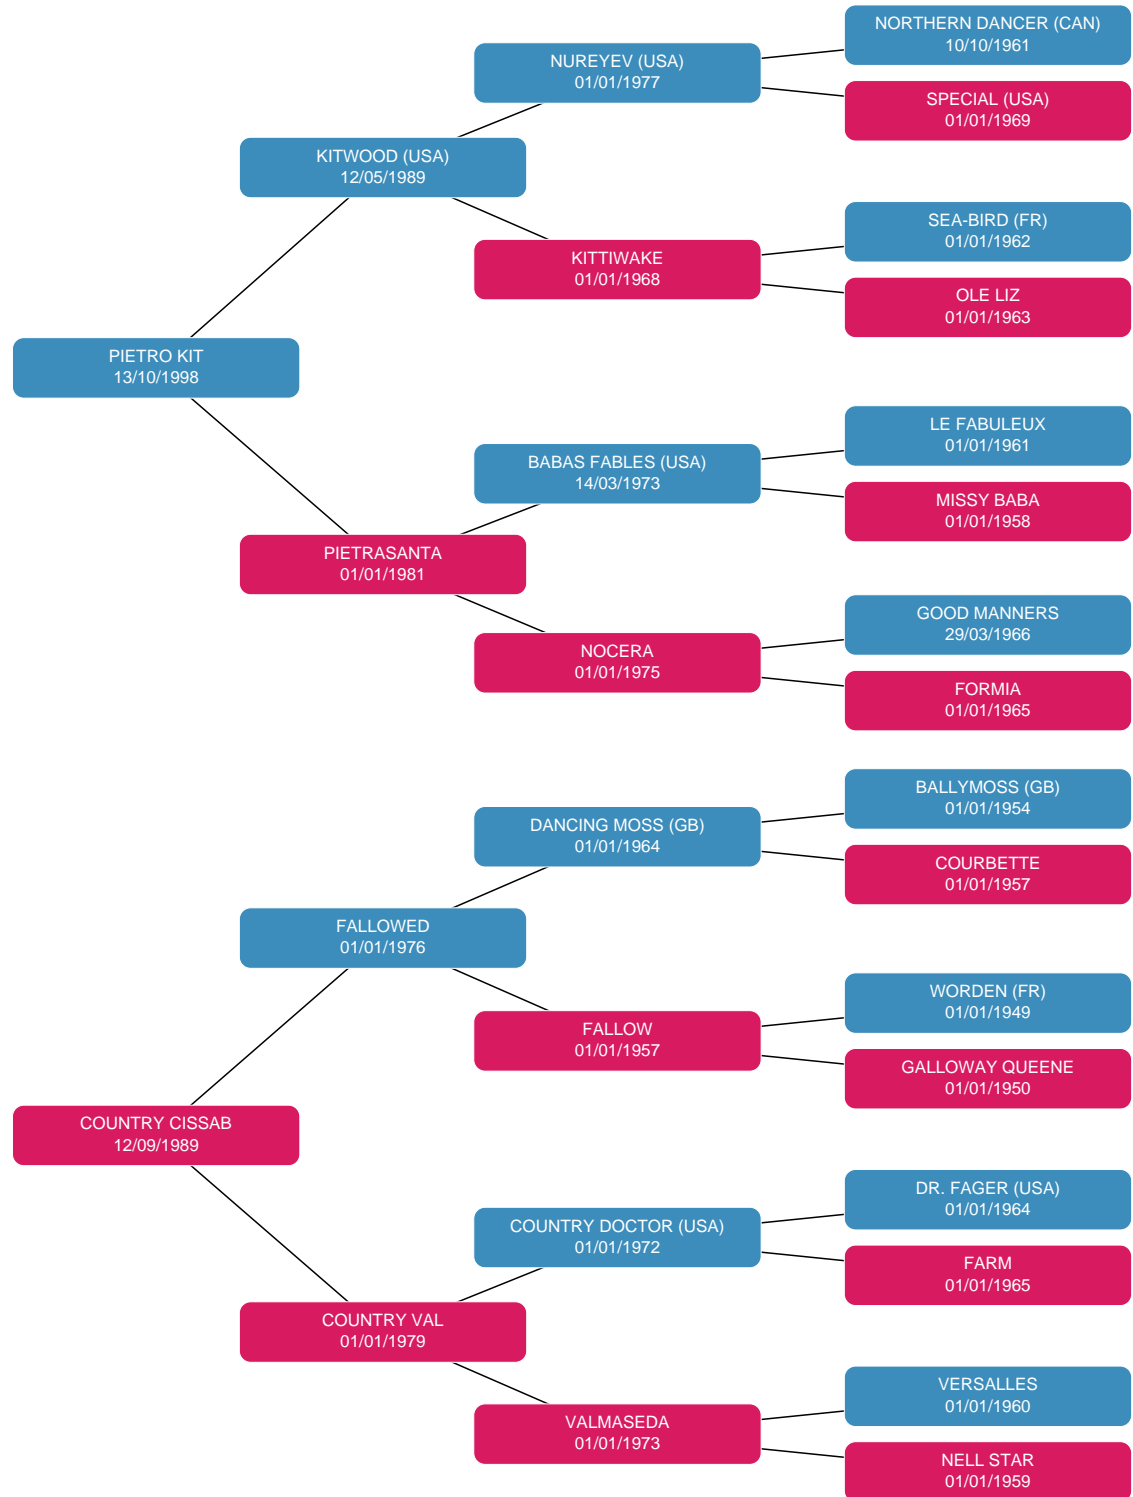 NORTHERN DANCER (CAN)
10/10/1961
NUREYEV (USA)
01/01/1977
SPECIAL (USA)
01/01/1969
KITWOOD (USA)
12/05/1989
SEA-BIRD (FR)
01/01/1962
KITTIWAKE
01/01/1968
OLE LIZ
01/01/1963
PIETRO KIT
13/10/1998
LE FABULEUX
01/01/1961
BABAS FABLES (USA)
14/03/1973
MISSY BABA
01/01/1958
PIETRASANTA
01/01/1981
GOOD MANNERS
29/03/1966
NOCERA
01/01/1975
FORMIA
01/01/1965
BALLYMOSS (GB)
01/01/1954
DANCING MOSS (GB)
01/01/1964
COURBETTE
01/01/1957
FALLOWED
01/01/1976
WORDEN (FR)
01/01/1949
FALLOW
01/01/1957
GALLOWAY QUEENE
01/01/1950
COUNTRY CISSAB
12/09/1989
DR. FAGER (USA)
01/01/1964
COUNTRY DOCTOR (USA)
01/01/1972
FARM
01/01/1965
COUNTRY VAL
01/01/1979
VERSALLES
01/01/1960
VALMASEDA
01/01/1973
NELL STAR
01/01/1959